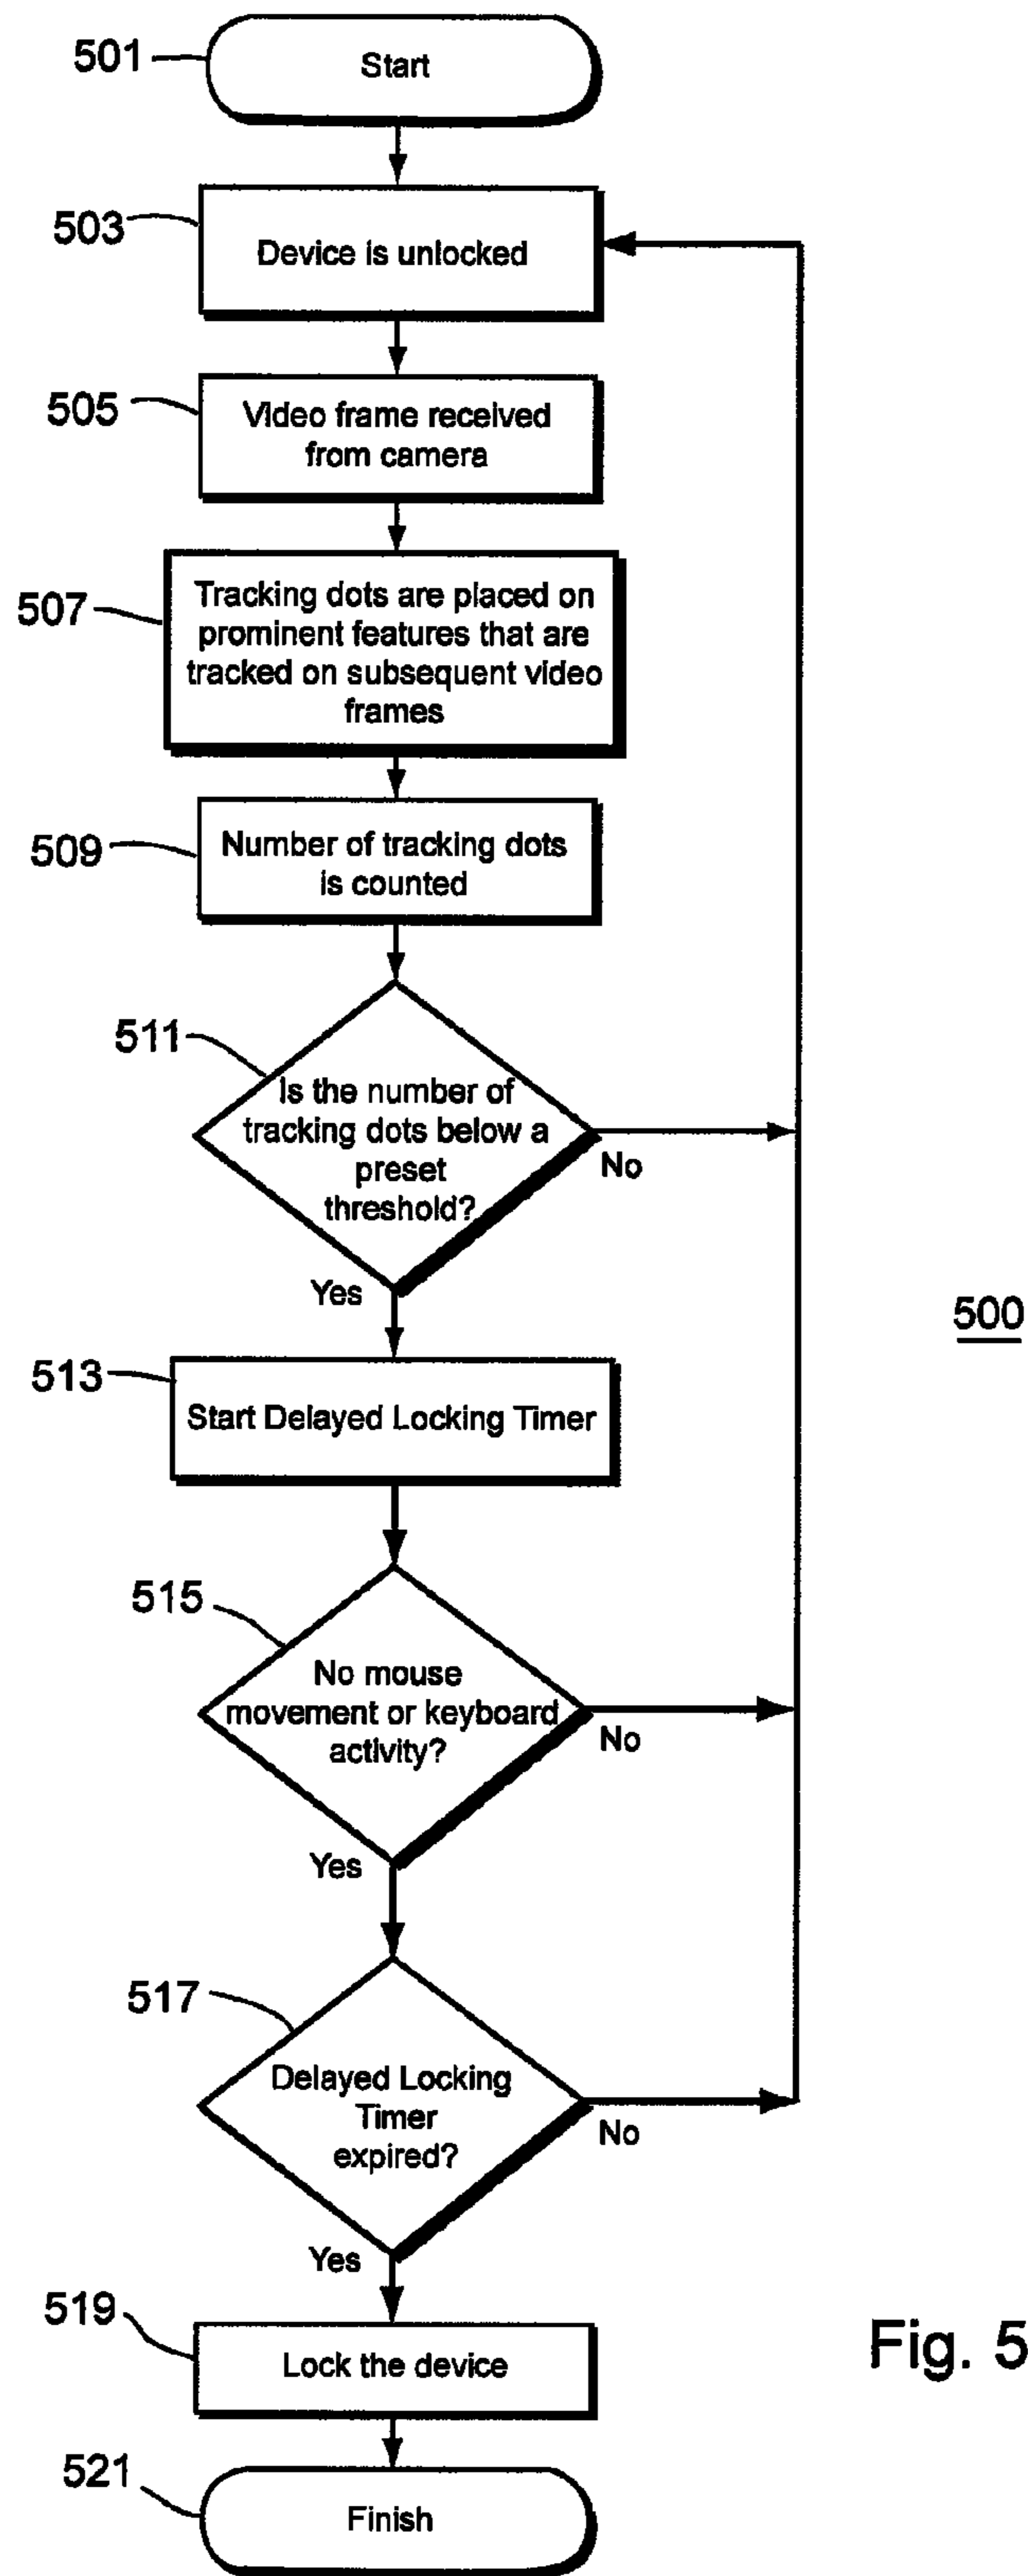 501
Start
503
Device is unlocked
505
Video frame received
from camera
507
Tracking dots are placed on
prominent features that are
tracked on subsequent video
frames
509
Number of tracking dots
is counted
511
Is the number of
tracking dots below a
preset
threshold?
No
Yes
500
513
Start Delayed Locking Timer
515
No mouse
movement or keyboard
activity?
No
Yes
517
Delayed Locking
Timer
expired?
No
Yes
519
Lock the device
Fig. 5
521
Finish